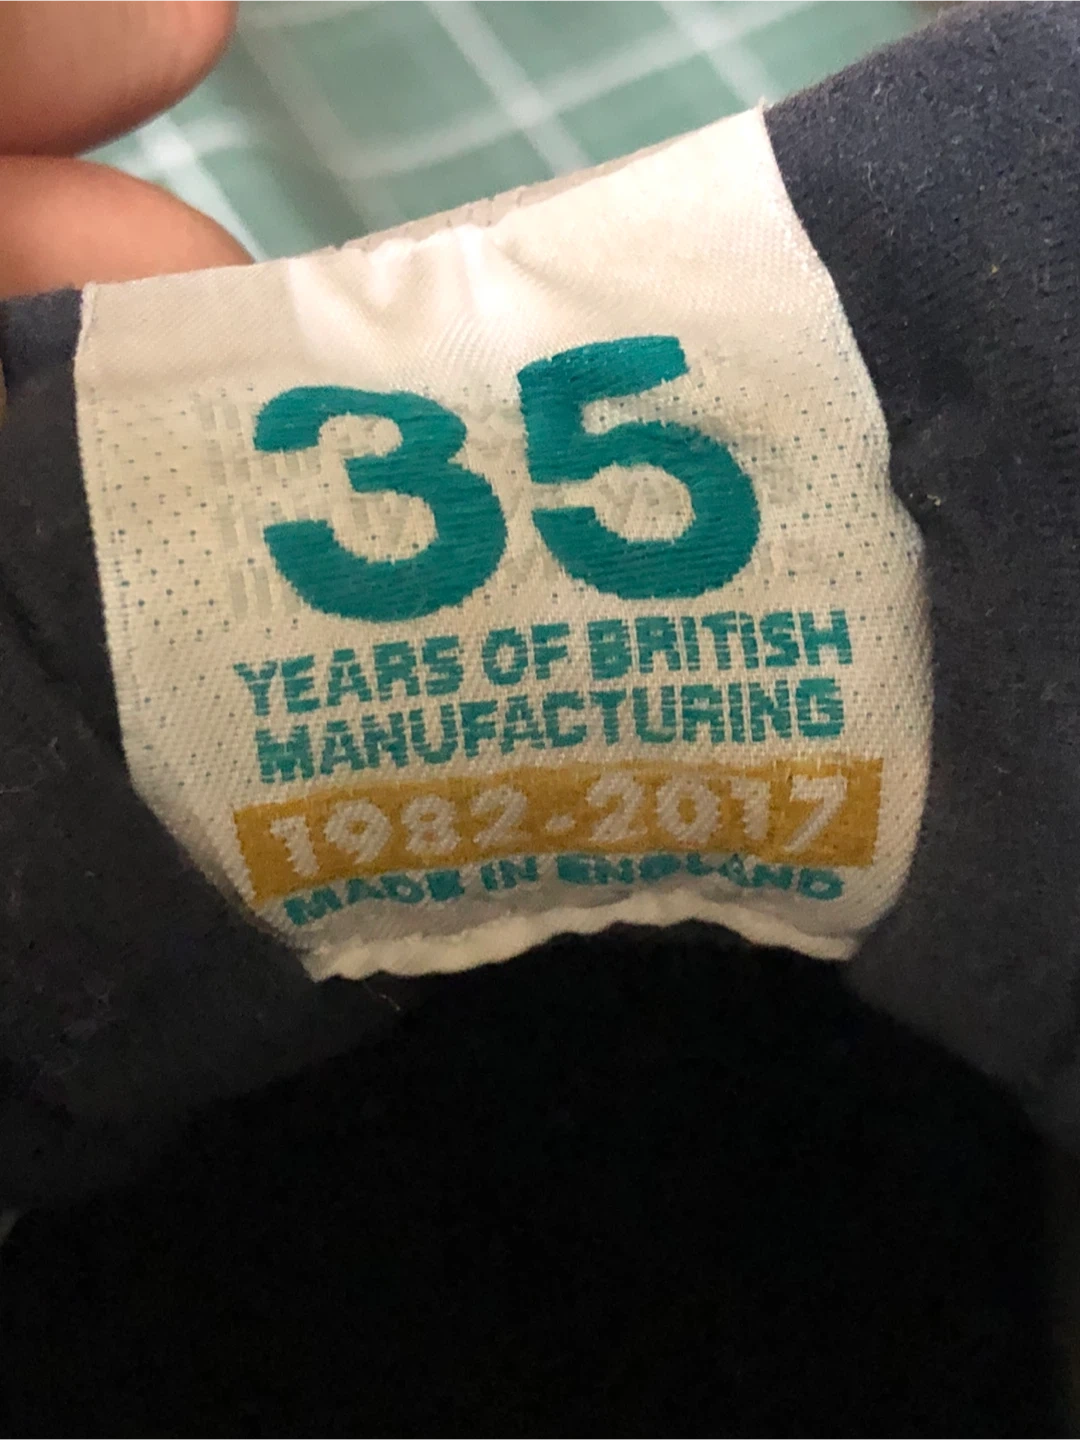 35
YEARS OF BRITISH
MANUFACTURING
1982-2017
MADE IN ENGLAND